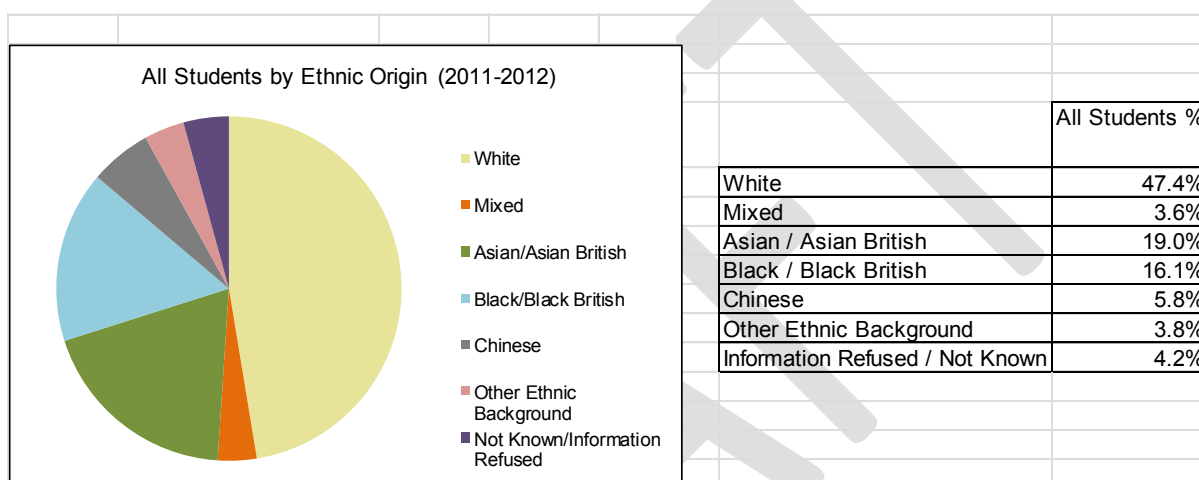 All Students by Ethnic Origin (2011-2012)
White
Mixed
Asian/Asian British
Black/Black British
Chinese
Other Ethnic
Background
Not Known/Information
Refused
All Students %
White 47.4%
Mixed 3.6%
Asian / Asian British 19.0%
Black / Black British 16.1%
Chinese 5.8%
Other Ethnic Background 3.8%
Information Refused / Not Known 4.2%